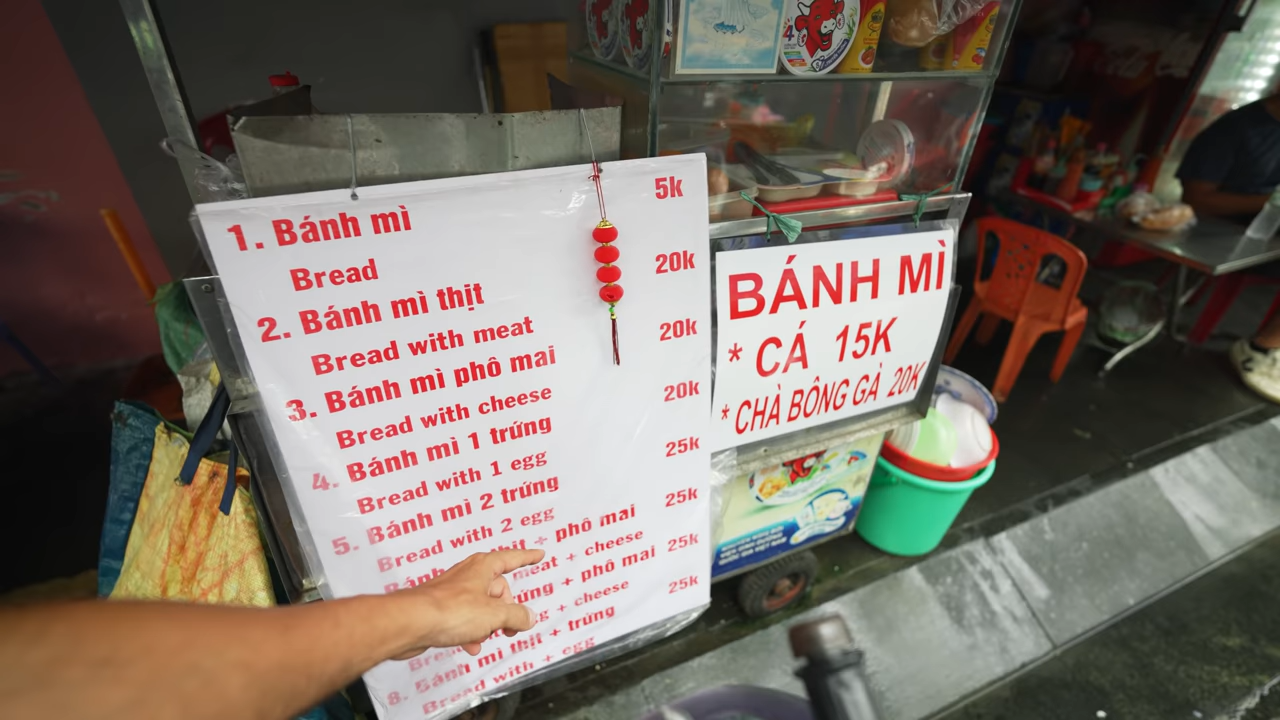 1. Bánh mì 5k
Bread
2. Bánh mì thịt 20k
Bread with meat
3. Bánh mì phô mai 20k
Bread with cheese
4. Bánh mì 1 trứng 20k
Bread with 1 egg
5. Bánh mì 2 trứng 25k
Bread with 2 egg
thịt + phô mai 25k
meat + cheese
+ phô mai 25k
+ cheese
8. Bánh mì thịt + trứng 25k
Bread with + egg
BÁNH MÌ
* CÁ 15K
* CHÀ BÔNG GÀ 20K